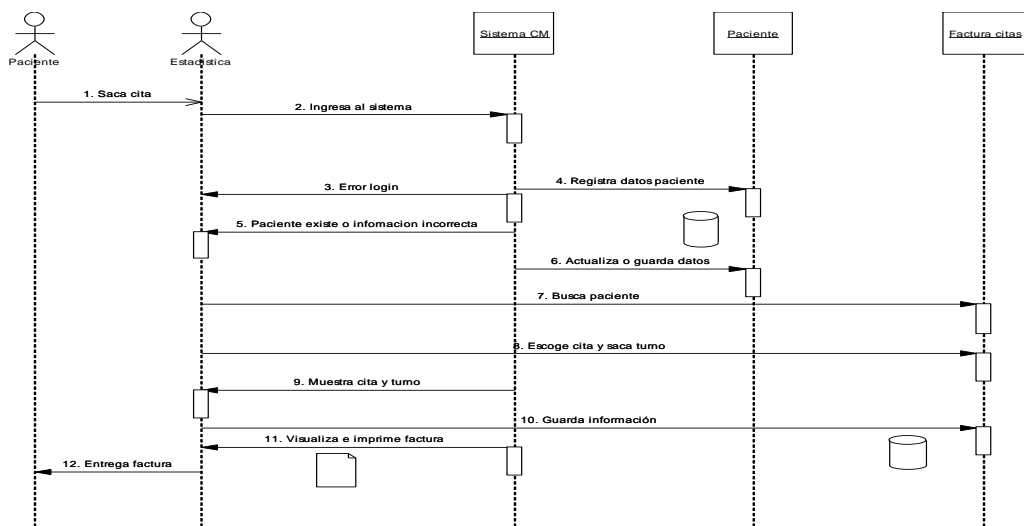 Paciente
Estadística
Sistema CM
Paciente
Factura citas
1. Saca cita
2. Ingresa al sistema
3. Error login
4. Registra datos paciente
5. Paciente existe o infomacion incorrecta
6. Actualiza o guarda datos
7. Busca paciente
8. Escoge cita y saca turno
9. Muestra cita y turno
10. Guarda información
11. Visualiza e imprime factura
12. Entrega factura